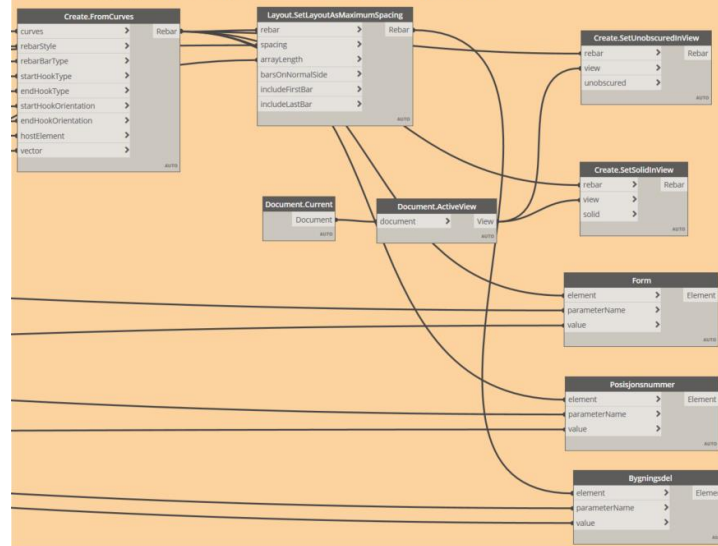 Create.FromCurves
curves > Rebar
rebarStyle >
rebarBarType >
startHookType >
endHookType >
startHookOrientation >
endHookOrientation >
hostElement >
vector >
AUTO
Layout.SetLayoutAsMaximumSpacing
rebar > Rebar
spacing >
arrayLength >
barsOnNormalSide >
includeFirstBar >
includeLastBar >
AUTO
Create.SetUnobscuredInView
rebar > Rebar
view >
unobscured >
AUTO
Create.SetSolidInView
rebar > Rebar
view >
solid >
AUTO
Document.Current
Document
AUTO
Document.ActiveView
document > View
AUTO
Form
element > Element
parameterName >
value >
AUTO
Posisjonsnummer
element > Element
parameterName >
value >
AUTO
Bygningsdel
element > Eleme
parameterName >
value >